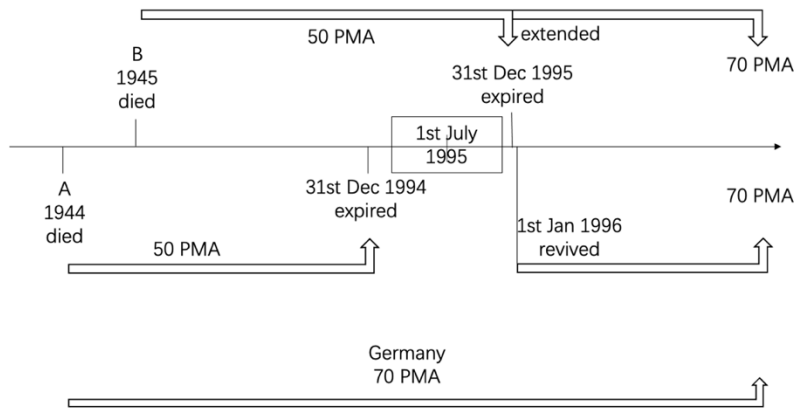 50 PMA
extended
70 PMA
B
1945
died
31st Dec 1995
expired
1st July
1995
A
1944
died
31st Dec 1994
expired
70 PMA
1st Jan 1996
revived
50 PMA
Germany
70 PMA